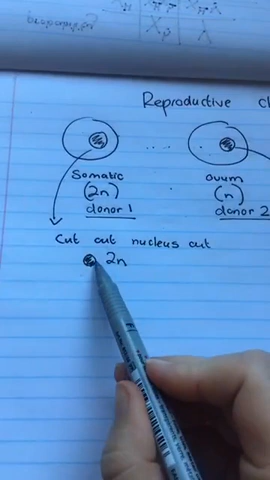 Reproductive
Somatic
(2n)
donor 1
ovum
(n)
donor 2
Cut out nucleus out
2n